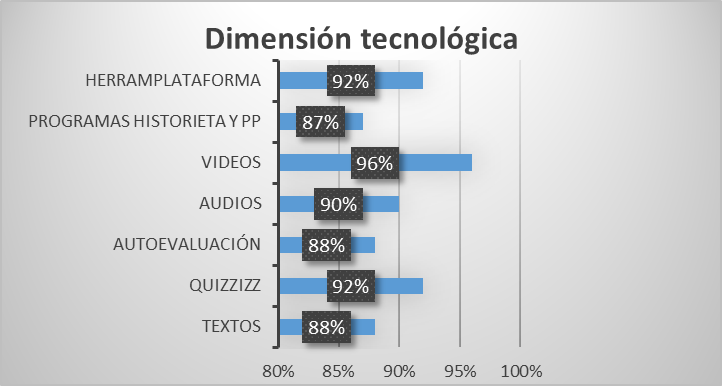 Dimensión tecnológica
HERRAMPLATAFORMA 92%
PROGRAMAS HISTORIETA Y PP 87%
VIDEOS 96%
AUDIOS 90%
AUTOEVALUACIÓN 88%
QUIZZIZZ 92%
TEXTOS 88%
80% 85% 90% 95% 100%